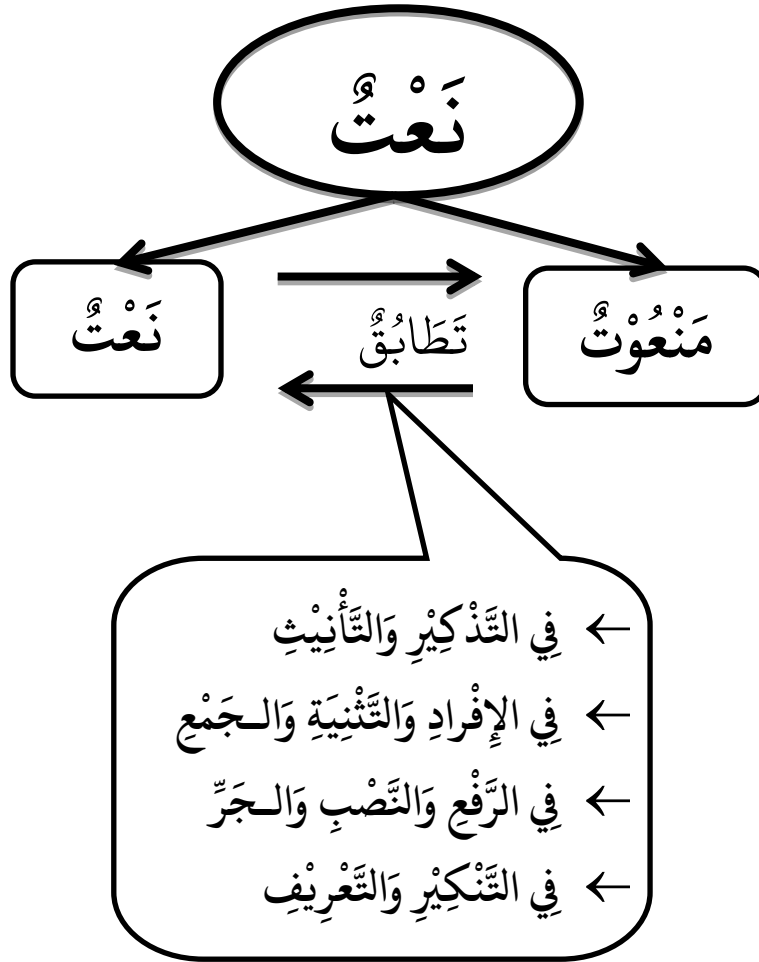 نَعْتٌ
مَنْعُوْتٌ
تَطَابُقٌ
نَعْتٌ
← فِي التَّذْكِيْرِ وَالتَّأْنِيْثِ
← فِي الإِفْرادِ وَالتَّثْنِيَةِ وَالـجَمْعِ
← فِي الرَّفْعِ وَالنَّصْبِ وَالـجَرِّ
← فِي التَّنْكِيْرِ وَالتَّعْرِيْفِ